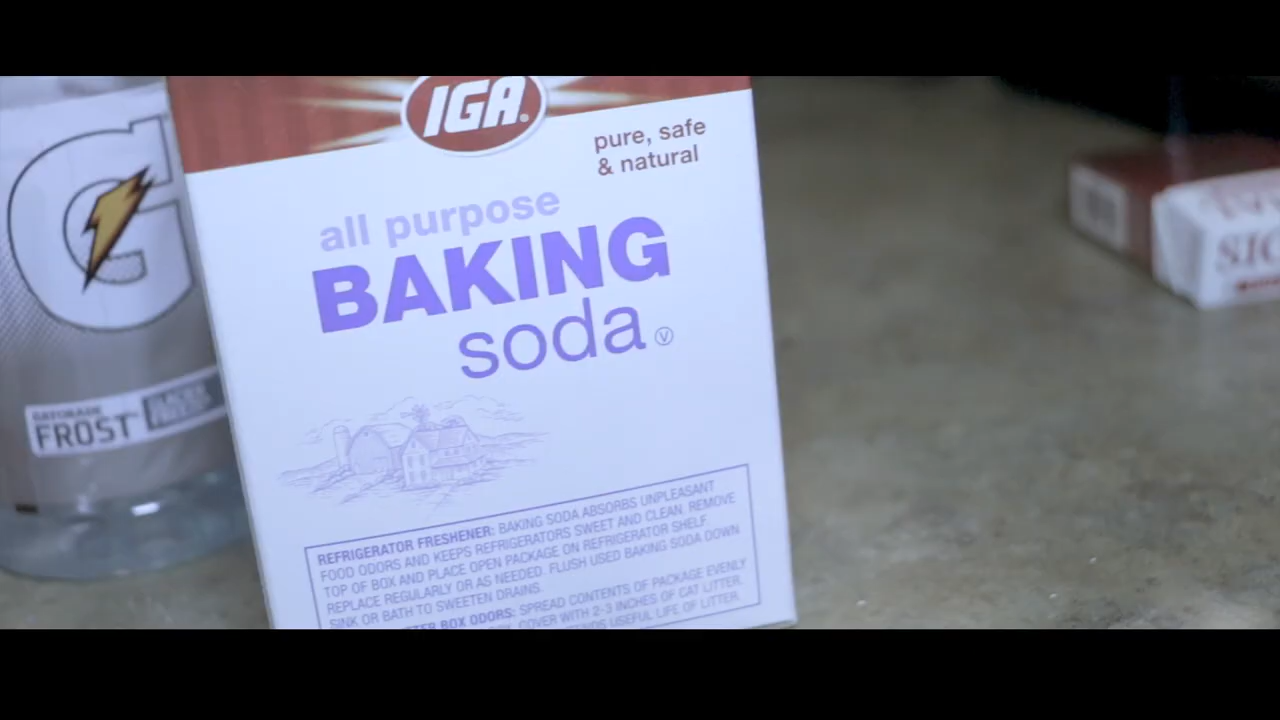 G
GATORADE
FROST
IGA®
pure, safe
& natural
all purpose
BAKING
soda Ⓥ
REFRIGERATOR FRESHENER: BAKING SODA ABSORBS UNPLEASANT
FOOD ODORS AND KEEPS REFRIGERATORS SWEET AND CLEAN. REMOVE
TOP OF BOX AND PLACE OPEN PACKAGE ON REFRIGERATOR SHELF.
REPLACE REGULARLY OR AS NEEDED. FLUSH USED BAKING SODA DOWN
SINK OR BATH TO SWEETEN DRAINS.
BOX ODORS: SPREAD CONTENTS OF PACKAGE EVENLY
COVER WITH 2-3 INCHES OF CAT LITTER.
USEFUL LIFE OF LITTER.